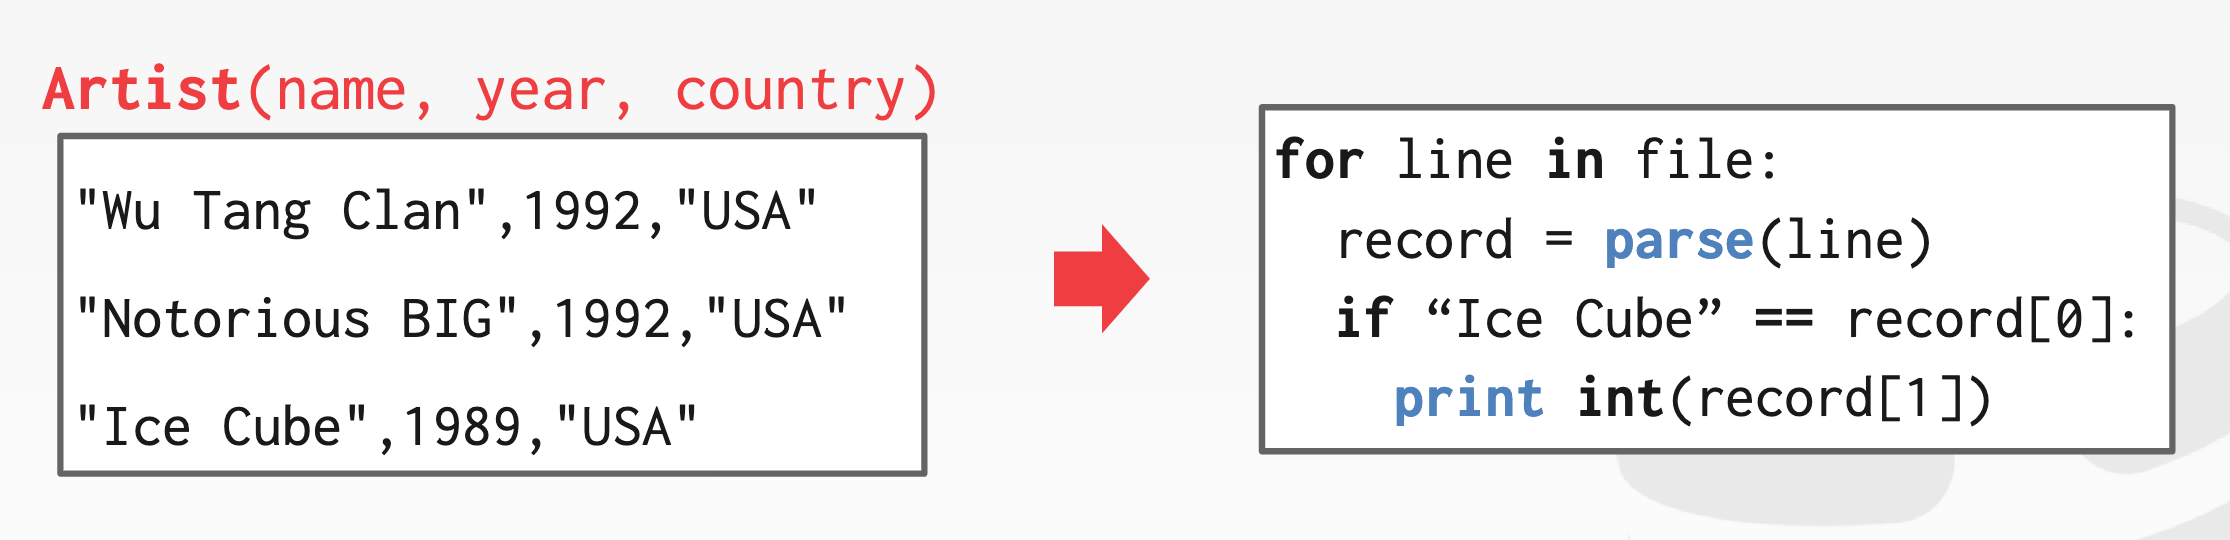 Artist(name, year, country)
"Wu Tang Clan",1992,"USA"
"Notorious BIG",1992,"USA"
"Ice Cube",1989,"USA"
for line in file:
  record = parse(line)
  if “Ice Cube” == record[0]:
    print int(record[1])